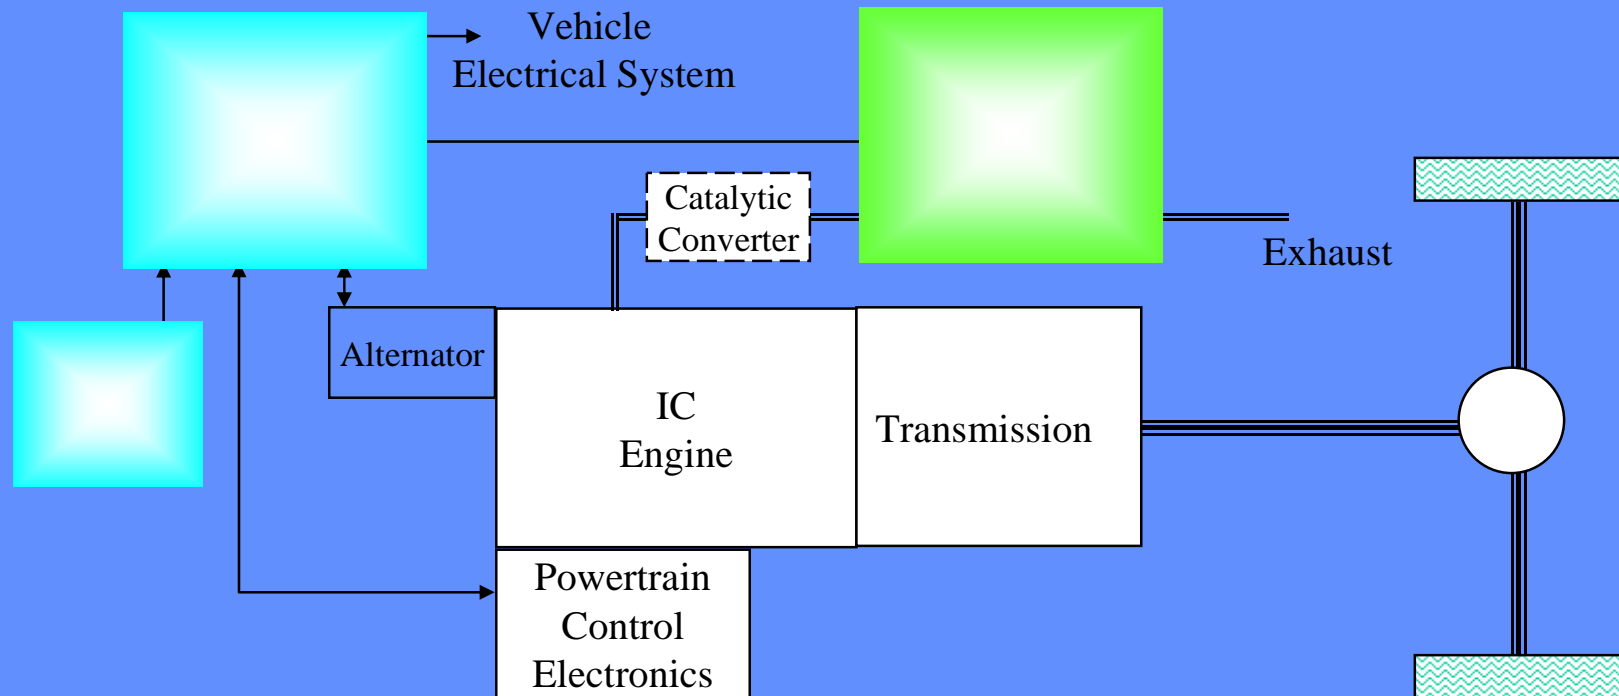 Vehicle
Electrical System
Catalytic
Converter
Exhaust
Alternator
IC
Engine
Transmission
Powertrain
Control
Electronics